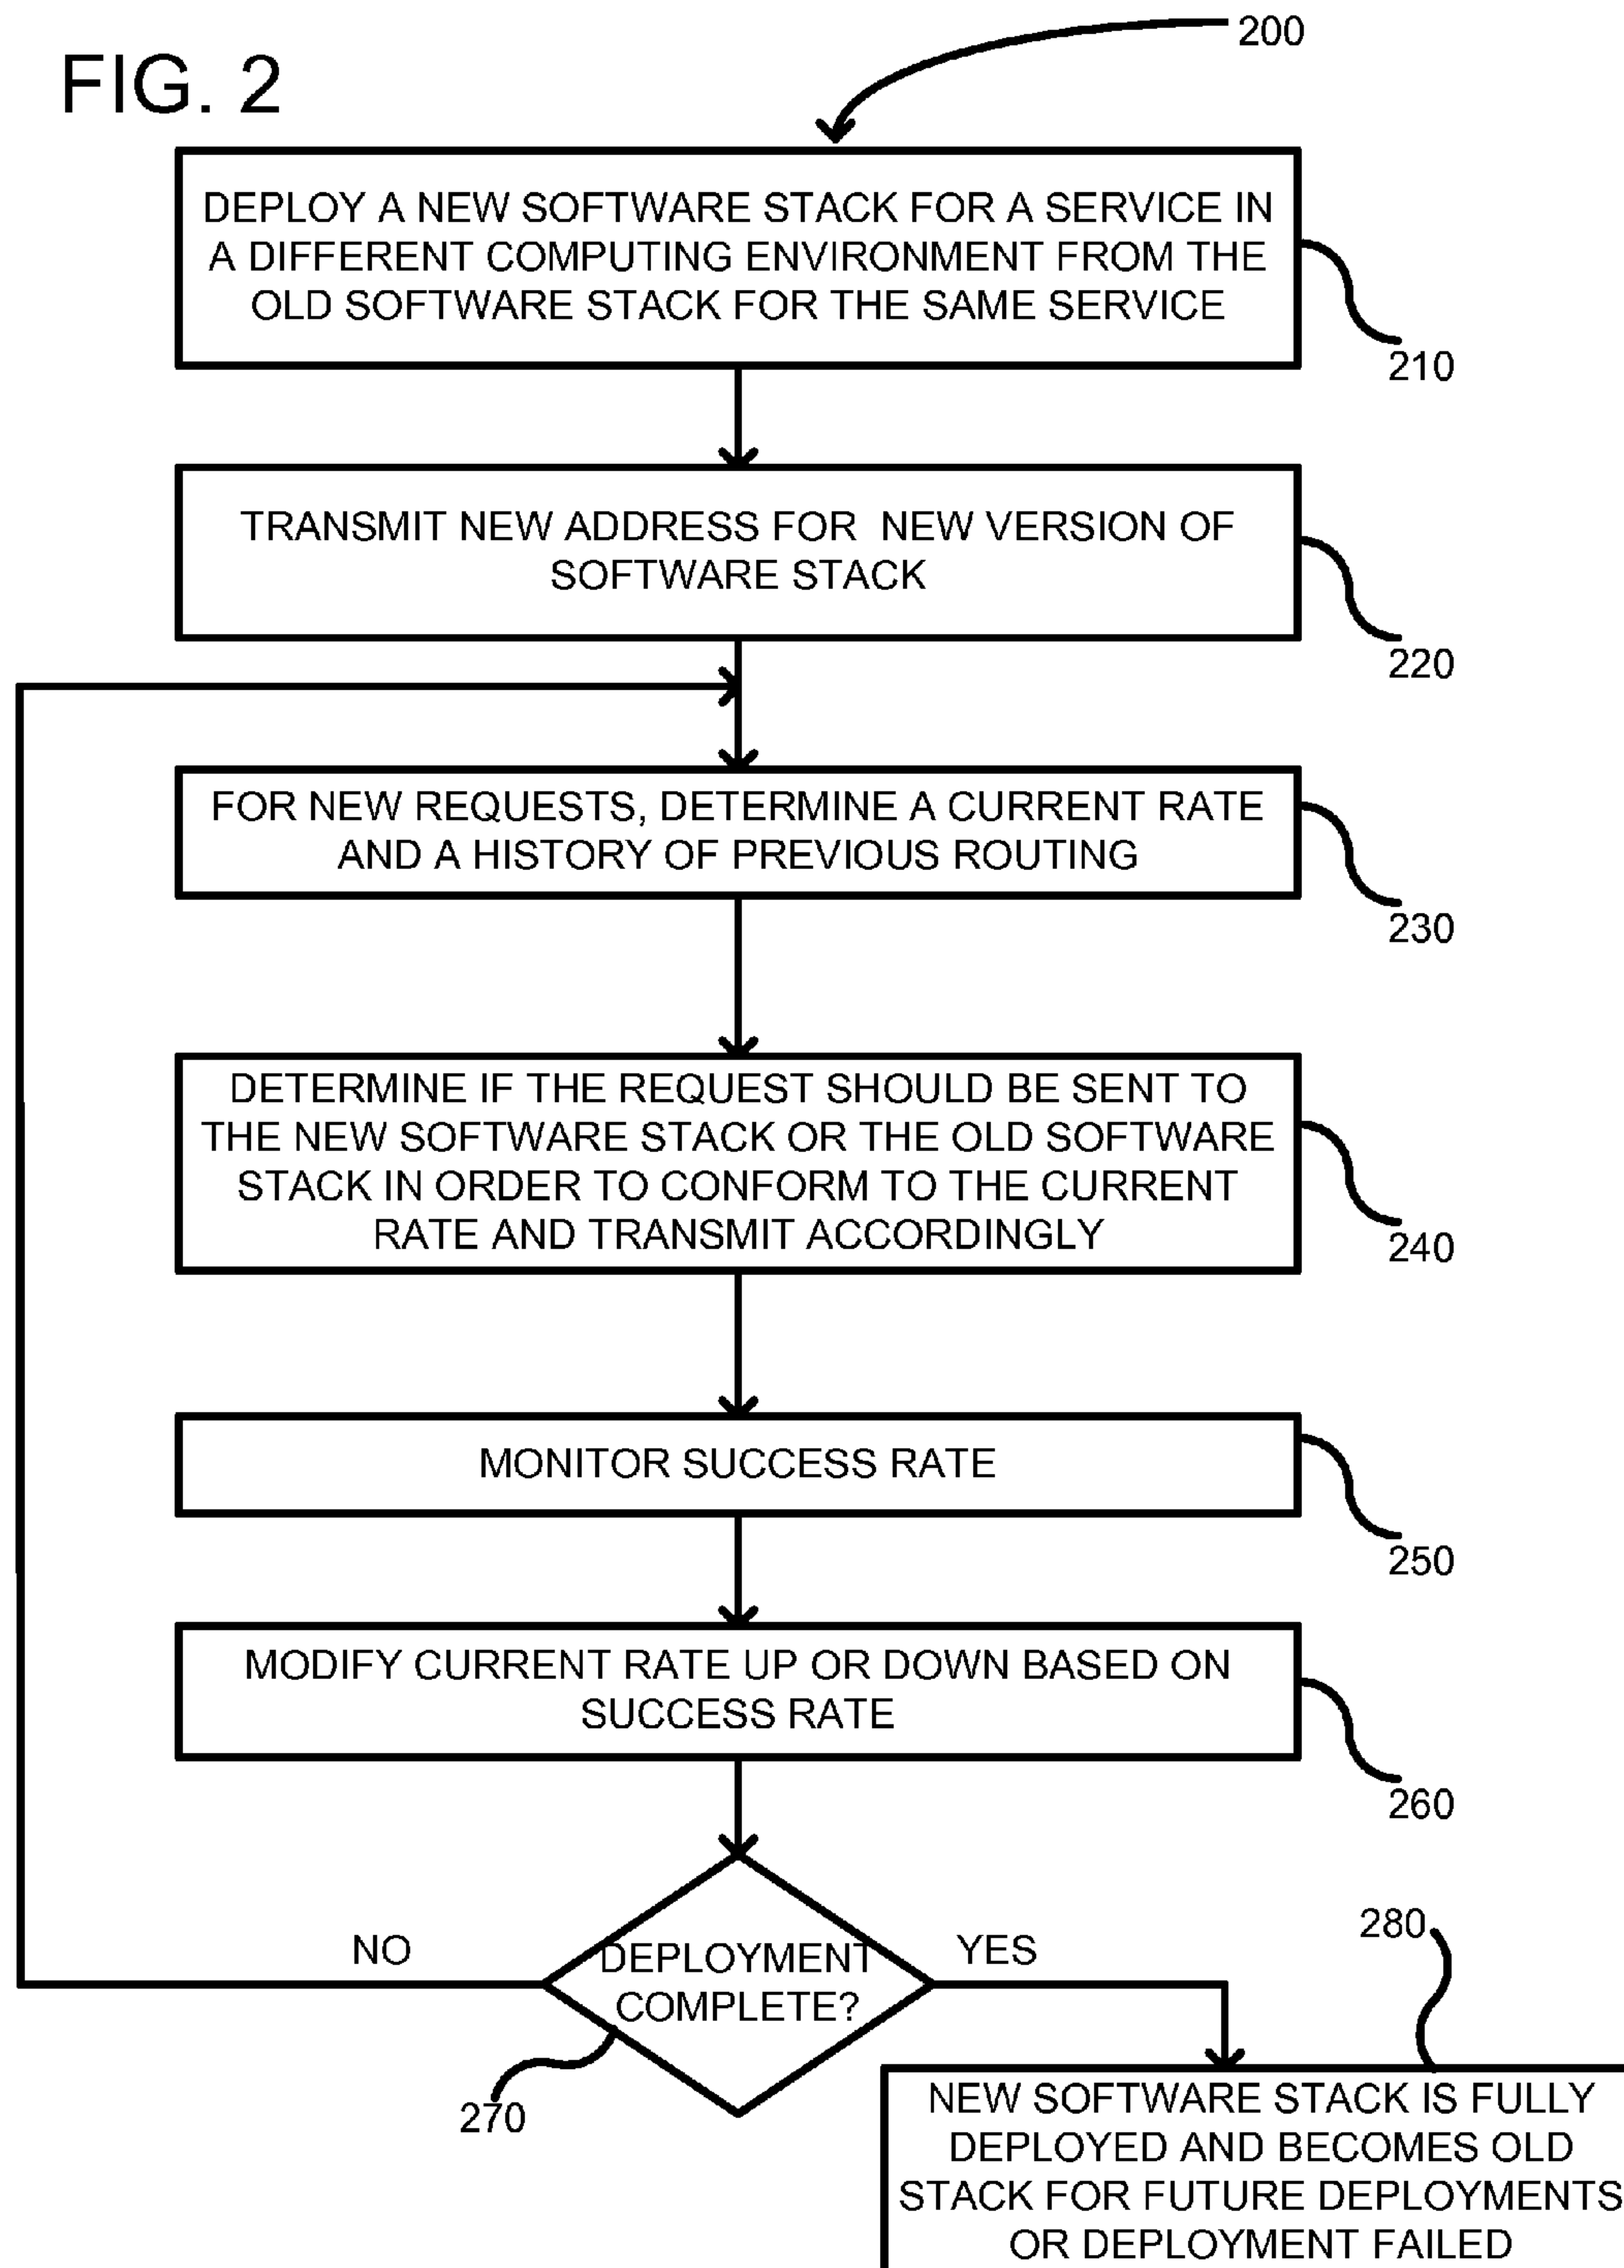 200
FIG. 2
DEPLOY A NEW SOFTWARE STACK FOR A SERVICE IN
A DIFFERENT COMPUTING ENVIRONMENT FROM THE
OLD SOFTWARE STACK FOR THE SAME SERVICE
210
TRANSMIT NEW ADDRESS FOR NEW VERSION OF
SOFTWARE STACK
220
FOR NEW REQUESTS, DETERMINE A CURRENT RATE
AND A HISTORY OF PREVIOUS ROUTING
230
DETERMINE IF THE REQUEST SHOULD BE SENT TO
THE NEW SOFTWARE STACK OR THE OLD SOFTWARE
STACK IN ORDER TO CONFORM TO THE CURRENT
RATE AND TRANSMIT ACCORDINGLY
240
MONITOR SUCCESS RATE
250
MODIFY CURRENT RATE UP OR DOWN BASED ON
SUCCESS RATE
260
NO
DEPLOYMENT
COMPLETE?
YES
270
280
NEW SOFTWARE STACK IS FULLY
DEPLOYED AND BECOMES OLD
STACK FOR FUTURE DEPLOYMENTS
OR DEPLOYMENT FAILED